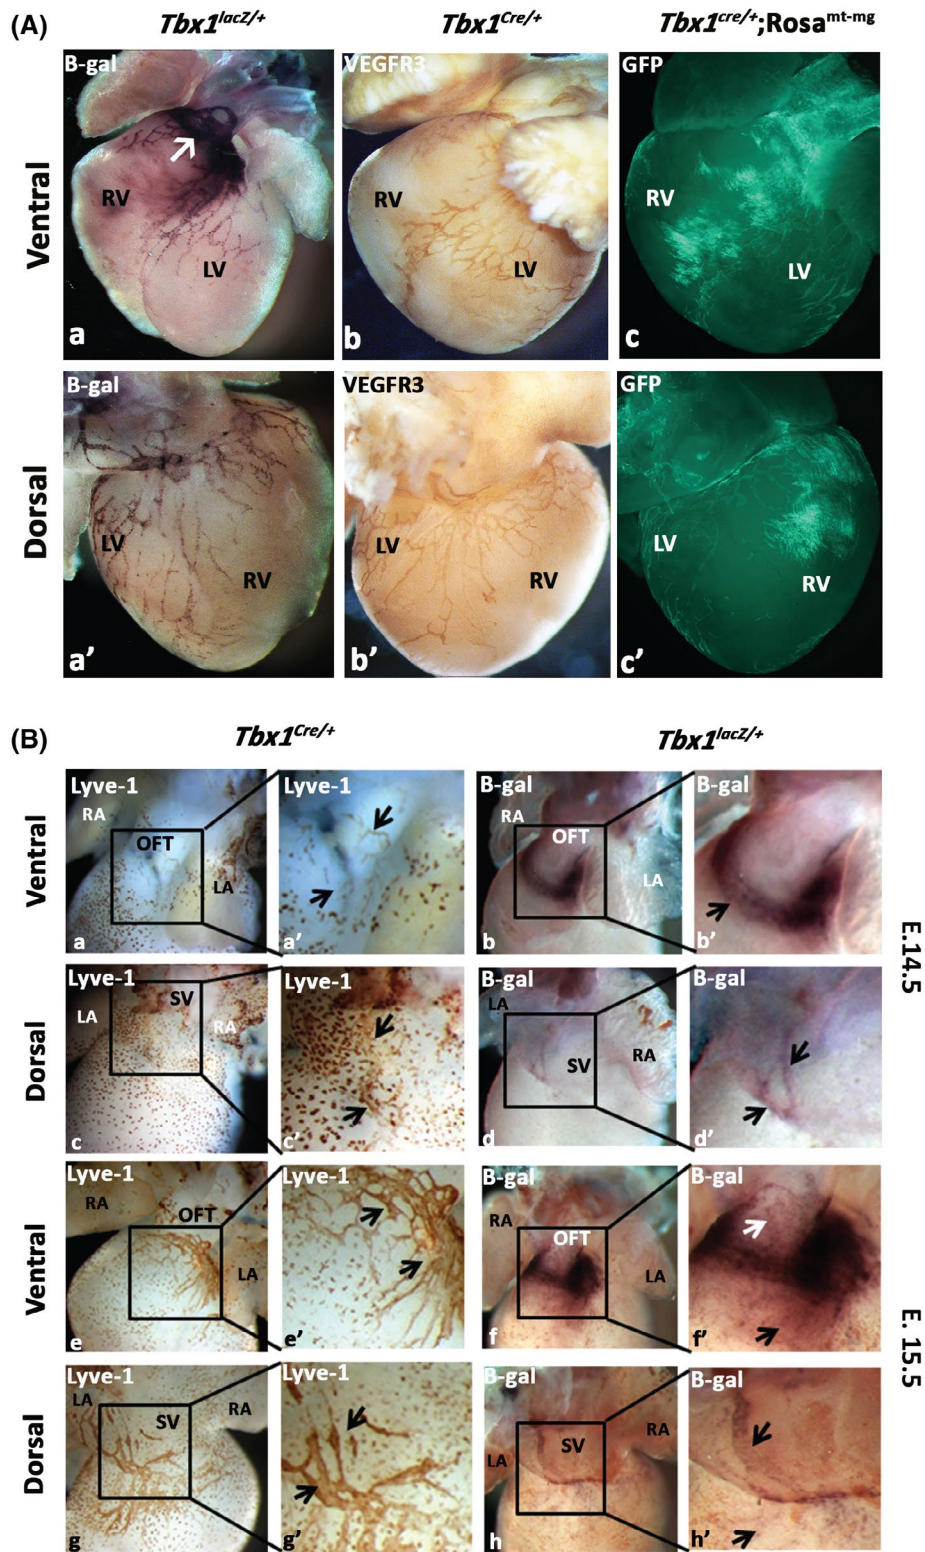 (A)
Tbx1lacZ/+ Tbx1Cre/+ Tbx1cre/+;Rosamt-mg
Ventral
B-gal VEGFR3 GFP
RV RV RV
LV LV LV
a b c
Dorsal
B-gal VEGFR3 GFP
LV LV LV
RV RV RV
a’ b’ c’
(B)
Tbx1Cre/+ Tbx1lacZ/+
Ventral
Lyve-1 Lyve-1 B-gal B-gal
RA RA
OFT OFT
LA LA
a a’ b b’
E.14.5
Dorsal
Lyve-1 Lyve-1 B-gal B-gal
SV LA
LA RA SV RA
c c’ d d’
Ventral
Lyve-1 Lyve-1 B-gal B-gal
RA OFT RA OFT
LA LA
e e’ f f’
E. 15.5
Dorsal
Lyve-1 Lyve-1 B-gal B-gal
LA SV RA SV RA
LA
g g’ h h’